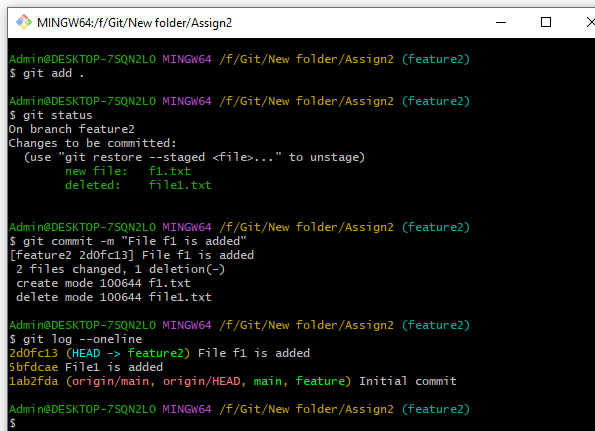 MINGW64:/f/Git/New folder/Assign2
Admin@DESKTOP-7SQN2LO MINGW64 /f/Git/New folder/Assign2 (feature2)
$ git add .
Admin@DESKTOP-7SQN2LO MINGW64 /f/Git/New folder/Assign2 (feature2)
$ git status
On branch feature2
Changes to be committed:
  (use "git restore --staged <file>..." to unstage)
        new file:   f1.txt
        deleted:    file1.txt
Admin@DESKTOP-7SQN2LO MINGW64 /f/Git/New folder/Assign2 (feature2)
$ git commit -m "File f1 is added"
[feature2 2d0fc13] File f1 is added
 2 files changed, 1 deletion(-)
 create mode 100644 f1.txt
 delete mode 100644 file1.txt
Admin@DESKTOP-7SQN2LO MINGW64 /f/Git/New folder/Assign2 (feature2)
$ git log --oneline
2d0fc13 (HEAD -> feature2) File f1 is added
5bfdcae File1 is added
1ab2fda (origin/main, origin/HEAD, main, feature) Initial commit
Admin@DESKTOP-7SQN2LO MINGW64 /f/Git/New folder/Assign2 (feature2)
$